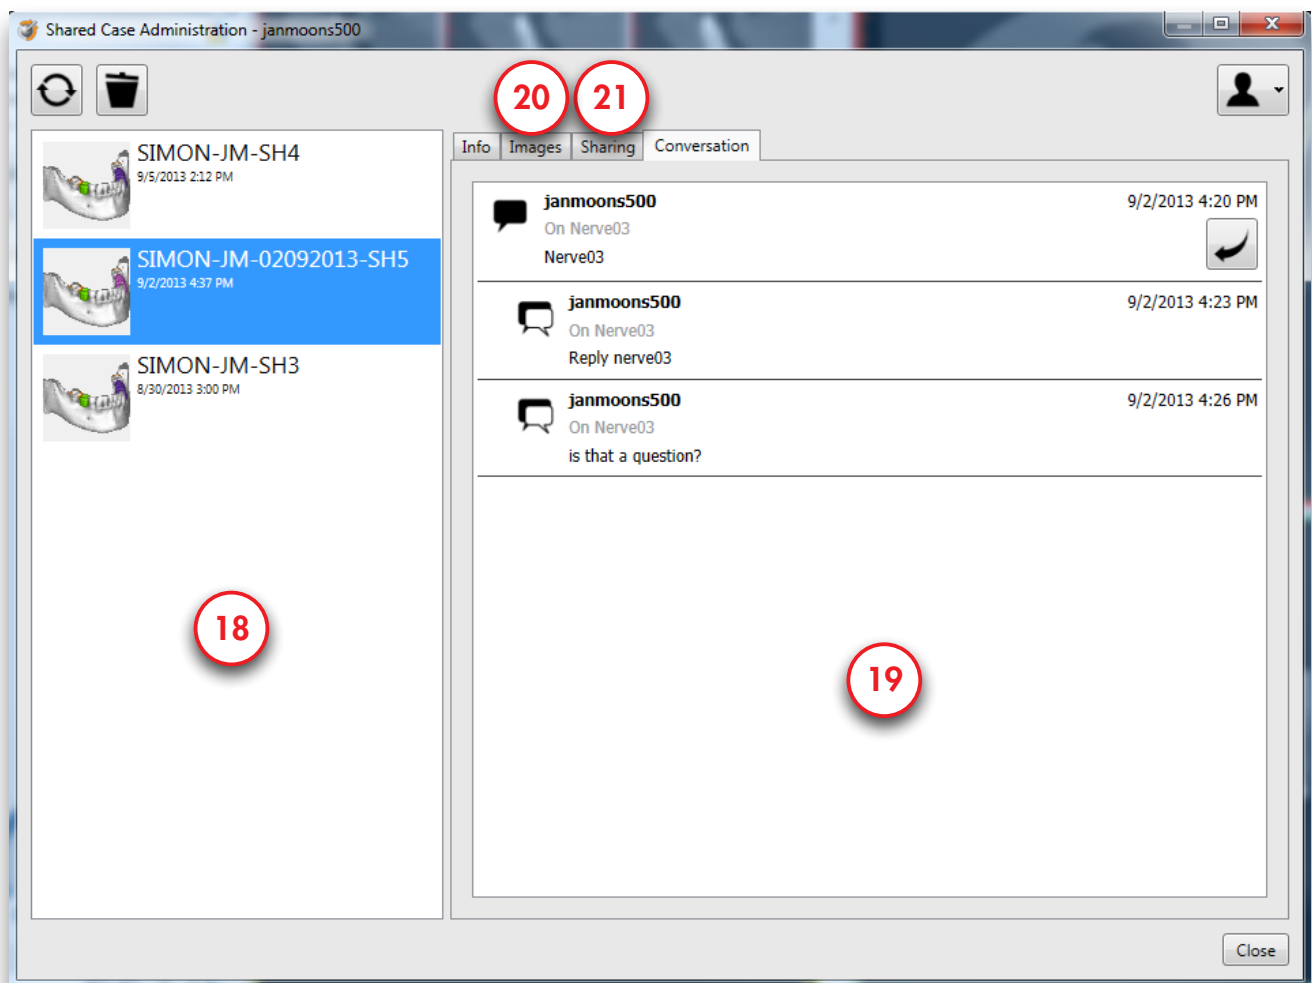 Shared Case Administration - janmoons500
20
21
Info
Images
Sharing
Conversation
SIMON-JM-SH4
9/5/2013 2:12 PM
SIMON-JM-02092013-SH5
9/2/2013 4:37 PM
SIMON-JM-SH3
8/30/2013 3:00 PM
18
janmoons500
9/2/2013 4:20 PM
On Nerve03
Nerve03
janmoons500
9/2/2013 4:23 PM
On Nerve03
Reply nerve03
janmoons500
9/2/2013 4:26 PM
On Nerve03
is that a question?
19
Close